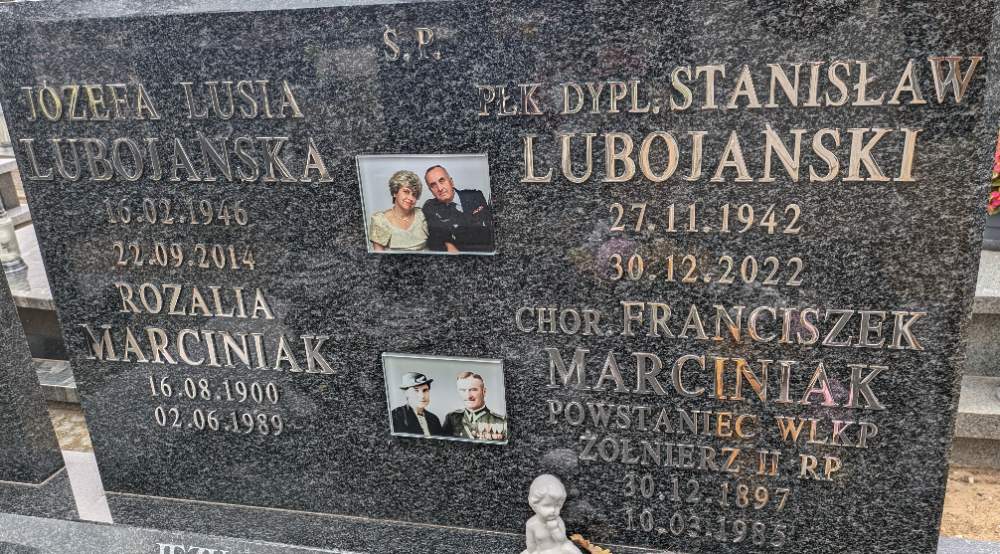 Ś.P.
JÓZEFA LUSIA
LUBOJAŃSKA
16.02.1946
22.09.2014
ROZALIA
MARCINIAK
16.08.1900
02.06.1989
PŁK DYPL. STANISŁAW
LUBOJAŃSKI
27.11.1942
30.12.2022
CHOR. FRANCISZEK
MARCINIAK
POWSTANIEC WLKP
ŻOŁNIERZ II RP
30.12.1897
10.03.1985